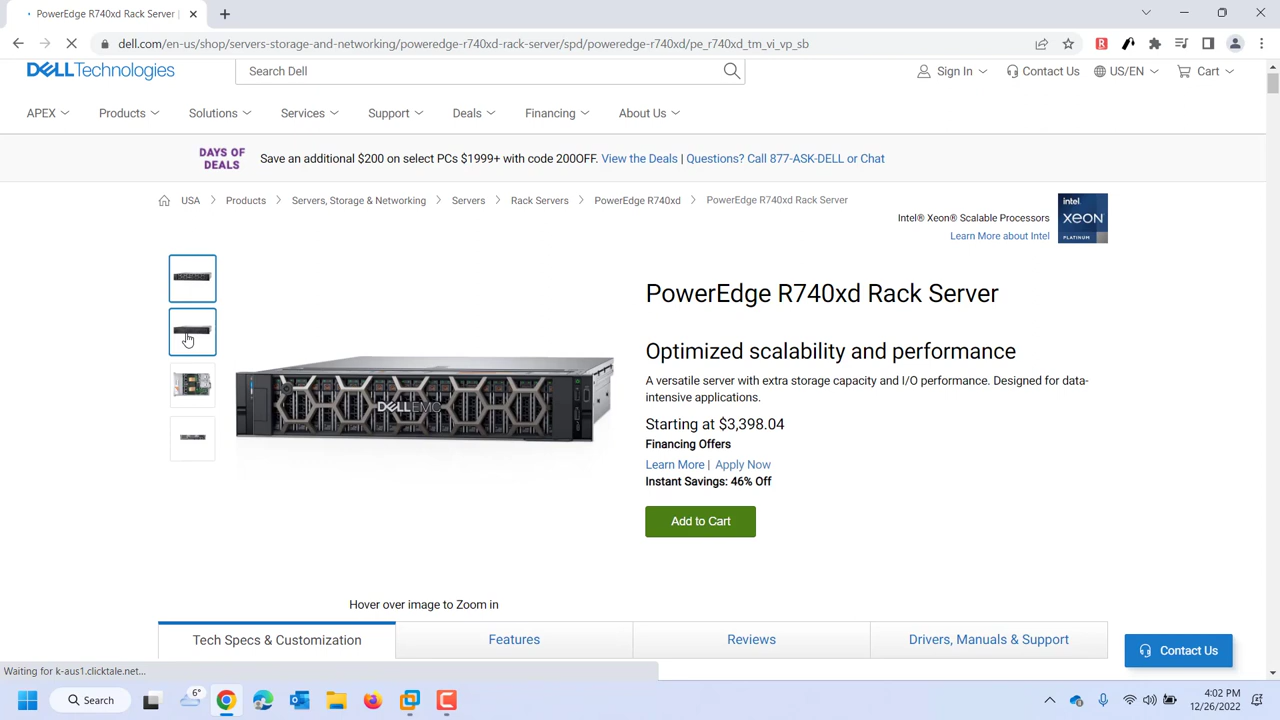 PowerEdge R740xd Rack Server |
dell.com/en-us/shop/servers-storage-and-networking/poweredge-r740xd-rack-server/spd/poweredge-r740xd/pe_r740xd_tm_vi_vp_sb
DELLTechnologies
Search Dell
Sign In
Contact Us
US/EN
Cart
APEX
Products
Solutions
Services
Support
Deals
Financing
About Us
DAYS OF
DEALS
Save an additional $200 on select PCs $1999+ with code 200OFF. View the Deals | Questions? Call 877-ASK-DELL or Chat
USA
Products
Servers, Storage & Networking
Servers
Rack Servers
PowerEdge R740xd
PowerEdge R740xd Rack Server
Intel® Xeon® Scalable Processors
Learn More about Intel
intel.
XEON
PLATINUM
PowerEdge R740xd Rack Server
Optimized scalability and performance
A versatile server with extra storage capacity and I/O performance. Designed for data-
intensive applications.
Starting at $3,398.04
Financing Offers
Learn More | Apply Now
Instant Savings: 46% Off
Add to Cart
DELLEMC
Hover over image to Zoom in
Tech Specs & Customization
Features
Reviews
Drivers, Manuals & Support
Contact Us
Waiting for k-aus1.clicktale.net...
Search
6°
4:02 PM
12/26/2022